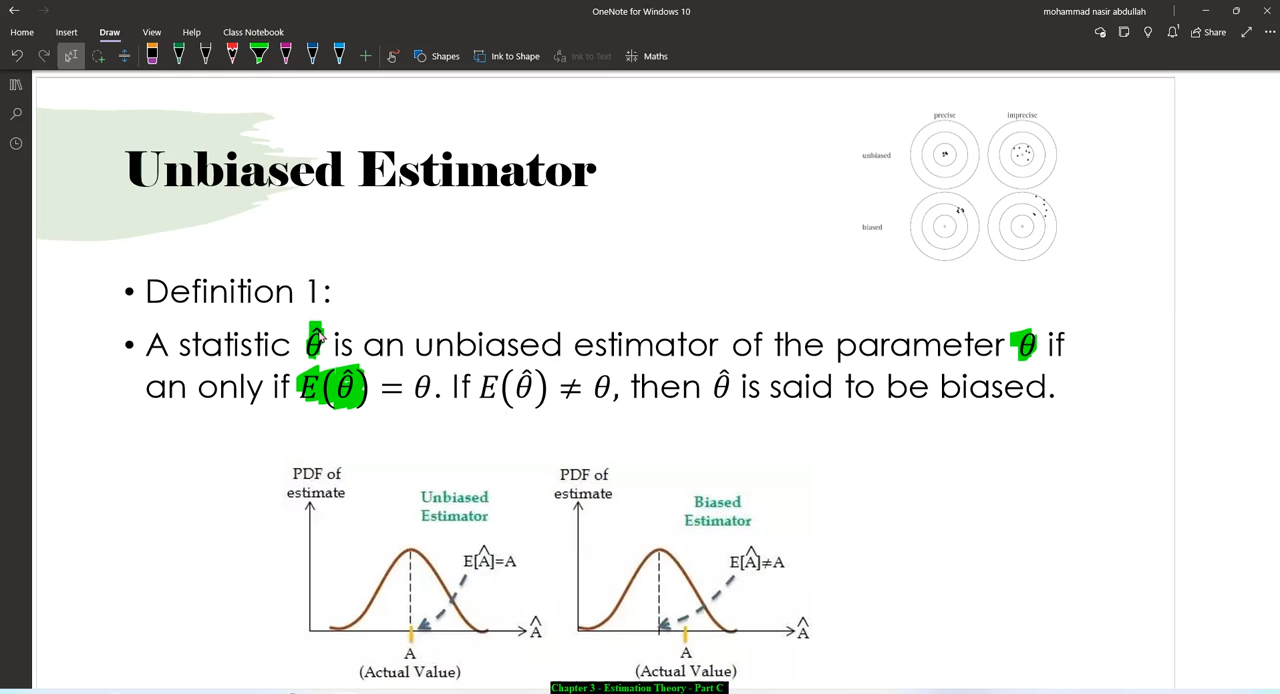 OneNote for Windows 10
mohammad nasir abdullah
Home Insert Draw View Help Class Notebook
1 Share
Shapes Ink to Shape Ink to Text Maths
precise imprecise
unbiased
biased
Unbiased Estimator
• Definition 1:
• A statistic θ̂ is an unbiased estimator of the parameter θ if
an only if E(θ̂) = θ. If E(θ̂) ≠ θ, then θ̂ is said to be biased.
PDF of
estimate
Unbiased
Estimator
E[Â]=A
Â
A
(Actual Value)
PDF of
estimate
Biased
Estimator
E[Â]≠A
Â
A
(Actual Value)
Chapter 3 - Estimation Theory - Part C